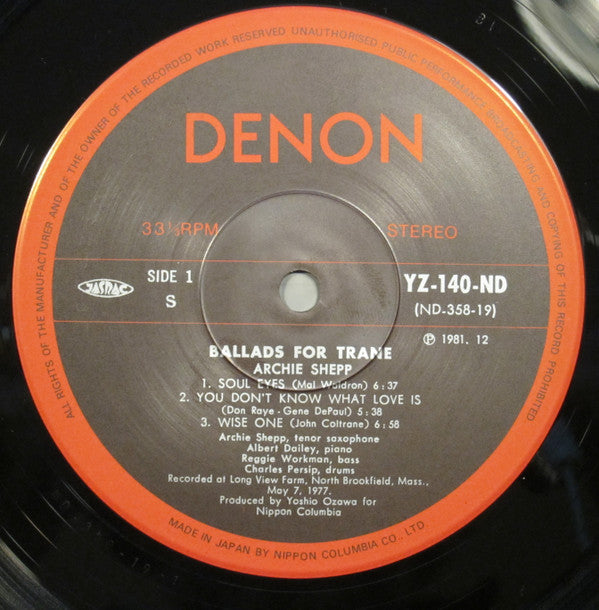 ALL RIGHTS OF THE MANUFACTURER AND OF THE OWNER OF THE RECORDED WORK RESERVED UNAUTHORISED PUBLIC PERFORMANCE BROADCASTING AND COPYING OF THIS RECORD PROHIBITED
DENON
33⅓RPM STEREO
JASRAC SIDE 1 YZ-140-ND
S (ND-358-19)
℗ 1981. 12
BALLADS FOR TRANE
ARCHIE SHEPP
1. SOUL EYES (Mal Waldron) 6:37
2. YOU DON'T KNOW WHAT LOVE IS
(Don Raye - Gene DePaul) 5:38
3. WISE ONE (John Coltrane) 6:58
Archie Shepp, tenor saxophone
Albert Dailey, piano
Reggie Workman, bass
Charles Persip, drums
Recorded at Long View Farm, North Brookfield, Mass.,
May 7, 1977.
Produced by Yoshio Ozawa for
Nippon Columbia
MADE IN JAPAN BY NIPPON COLUMBIA CO., LTD.